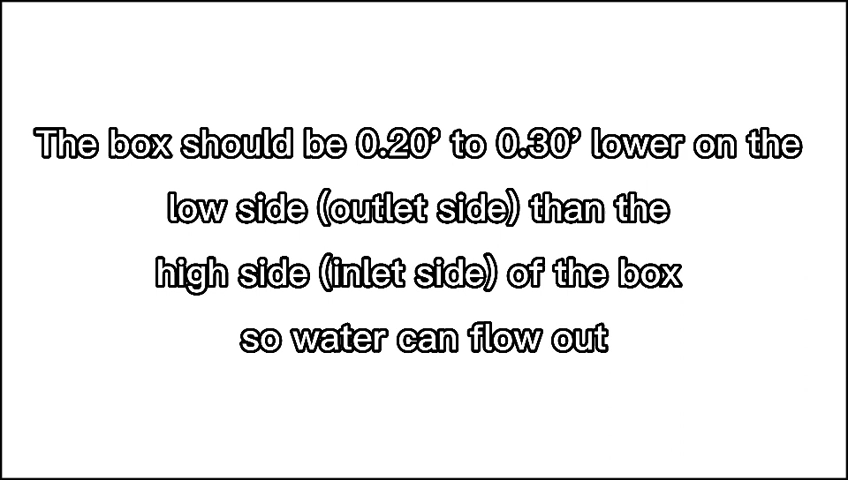 The box should be 0.20’ to 0.30’ lower on the
low side (outlet side) than the
high side (inlet side) of the box
so water can flow out